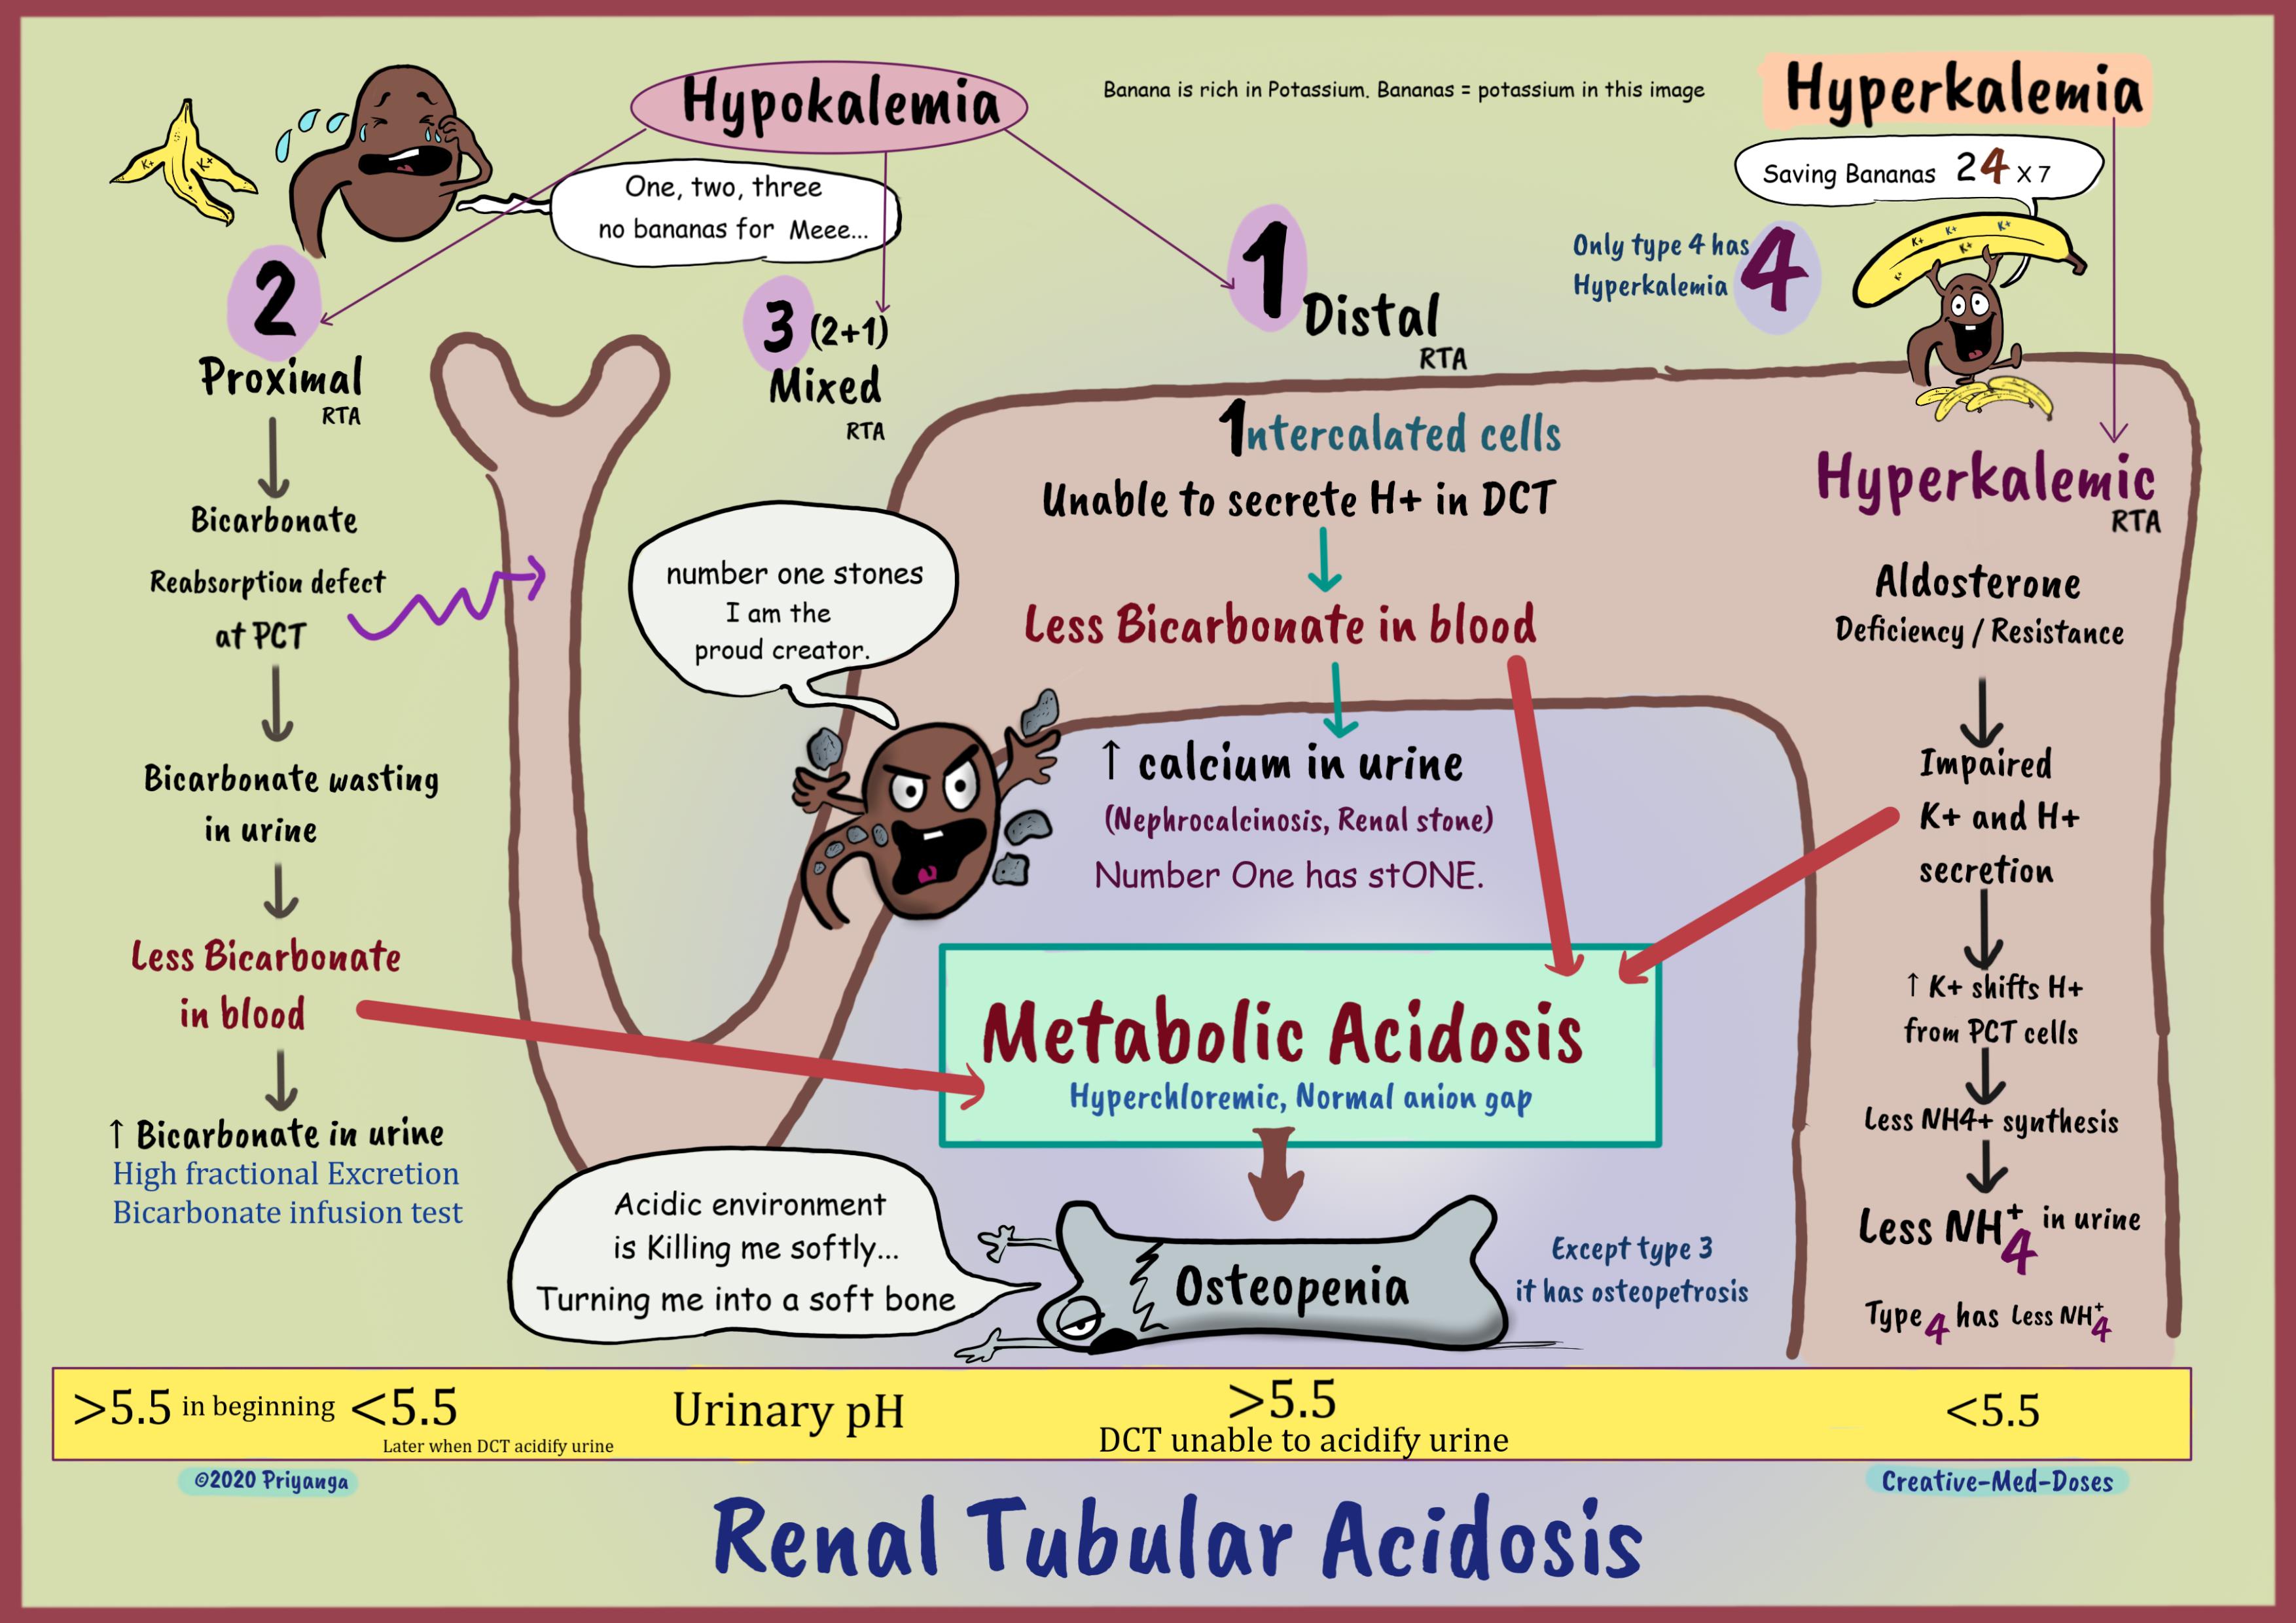 Hypokalemia
Banana is rich in Potassium. Bananas = potassium in this image
Hyperkalemia
K+ K+
One, two, three
no bananas for Meee...
Saving Bananas 24 x 7
K+ K+ K+ K+ K+
2
Proximal
RTA
Bicarbonate
Reabsorption defect
at PCT
Bicarbonate wasting
in urine
Less Bicarbonate
in blood
↑ Bicarbonate in urine
High fractional Excretion
Bicarbonate infusion test
3 (2+1)
Mixed
RTA
1
Distal
RTA
1ntercalated cells
Unable to secrete H+ in DCT
Less Bicarbonate in blood
↑ calcium in urine
(Nephrocalcinosis, Renal stone)
Number One has stONE.
number one stones
I am the
proud creator.
Only type 4 has
Hyperkalemia
4
Hyperkalemic
RTA
Aldosterone
Deficiency / Resistance
Impaired
K+ and H+
secretion
↑ K+ shifts H+
from PCT cells
Less NH4+ synthesis
Less NH4+ in urine
Type 4 has Less NH4+
Metabolic Acidosis
Hyperchloremic, Normal anion gap
Acidic environment
is Killing me softly...
Turning me into a soft bone
Osteopenia
Except type 3
it has osteopetrosis
>5.5 in beginning <5.5
Later when DCT acidify urine
Urinary pH
>5.5
DCT unable to acidify urine
<5.5
©2020 Priyanga
Creative-Med-Doses
Renal Tubular Acidosis